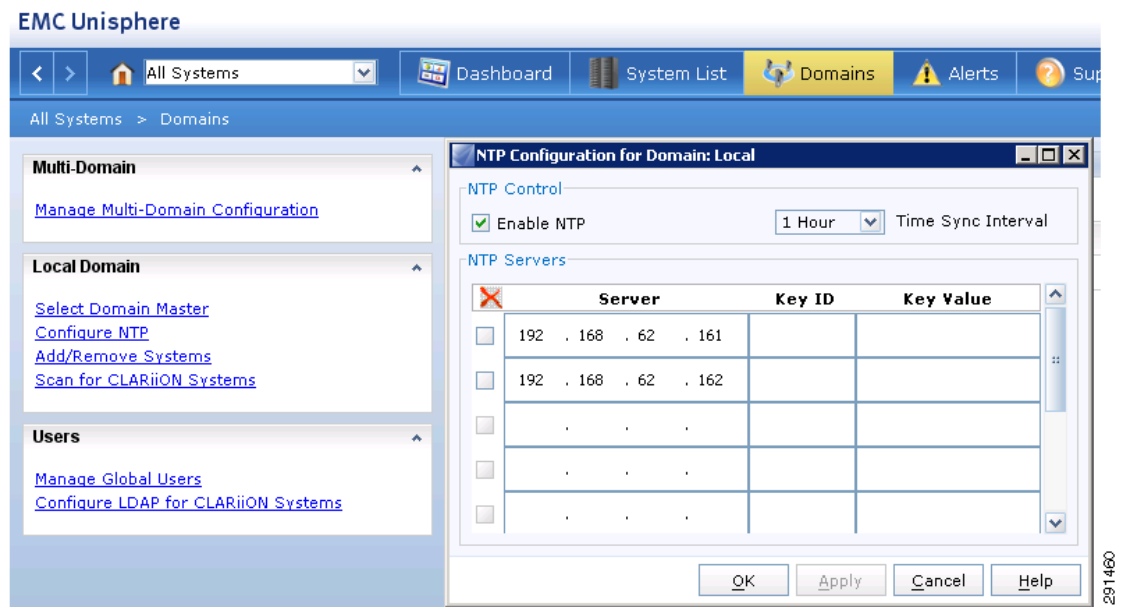 EMC Unisphere
All Systems
Dashboard
System List
Domains
Alerts
Sup
All Systems > Domains
Multi-Domain
Manage Multi-Domain Configuration
Local Domain
Select Domain Master
Configure NTP
Add/Remove Systems
Scan for CLARiiON Systems
Users
Manage Global Users
Configure LDAP for CLARiiON Systems
NTP Configuration for Domain: Local
NTP Control
Enable NTP
1 Hour
Time Sync Interval
NTP Servers
Server Key ID Key Value
192 . 168 . 62 . 161
192 . 168 . 62 . 162
. . .
. . .
. . .
OK Apply Cancel Help
291460